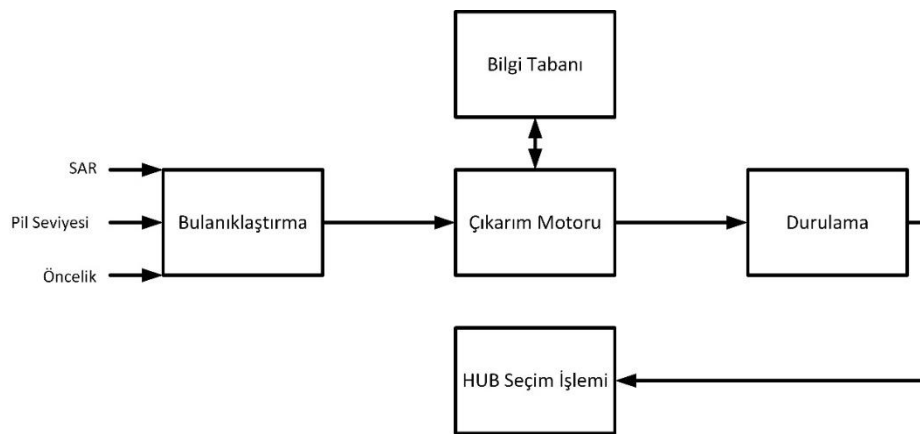 Bilgi Tabanı
SAR
Pil Seviyesi
Öncelik
Bulanıklaştırma
Çıkarım Motoru
Durulama
HUB Seçim İşlemi